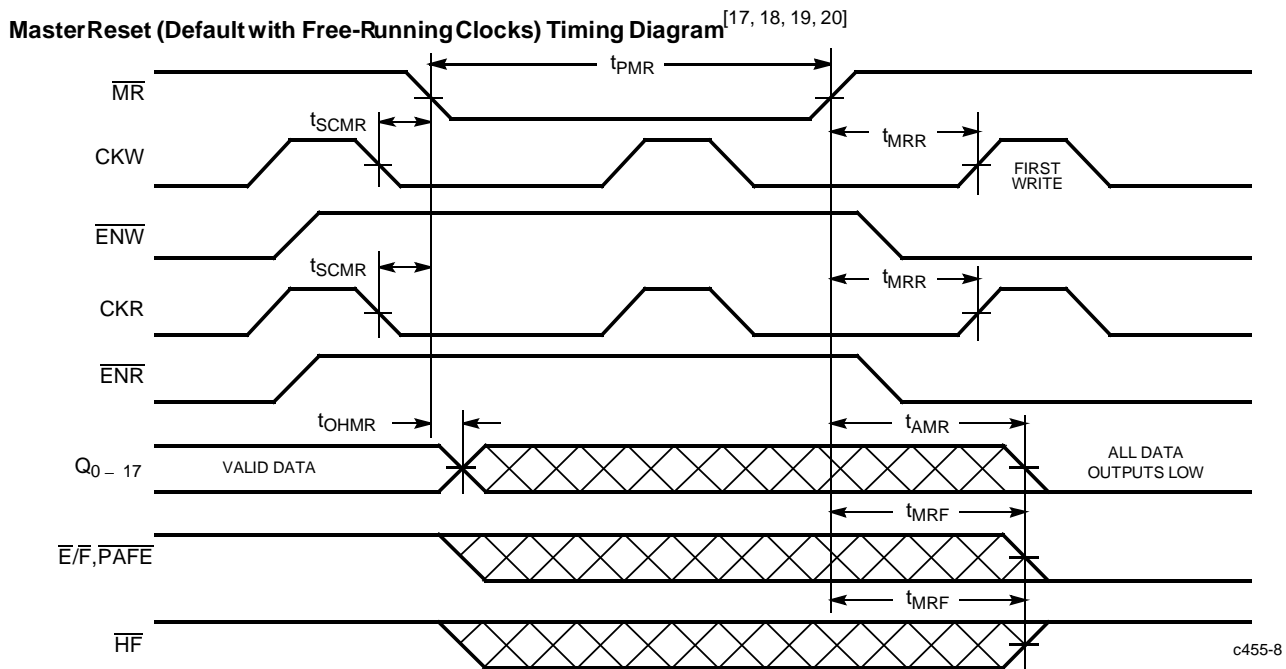 MasterReset (Default with Free-Running Clocks) Timing Diagram[17, 18, 19, 20]
tPMR
MR
tSCMR
tMRR
CKW
FIRST
WRITE
ENW
tSCMR
tMRR
CKR
ENR
tOHMR
tAMR
Q0 – 17
VALID DATA
ALL DATA
OUTPUTS LOW
tMRF
E/F,PAFE
tMRF
HF
c455-8